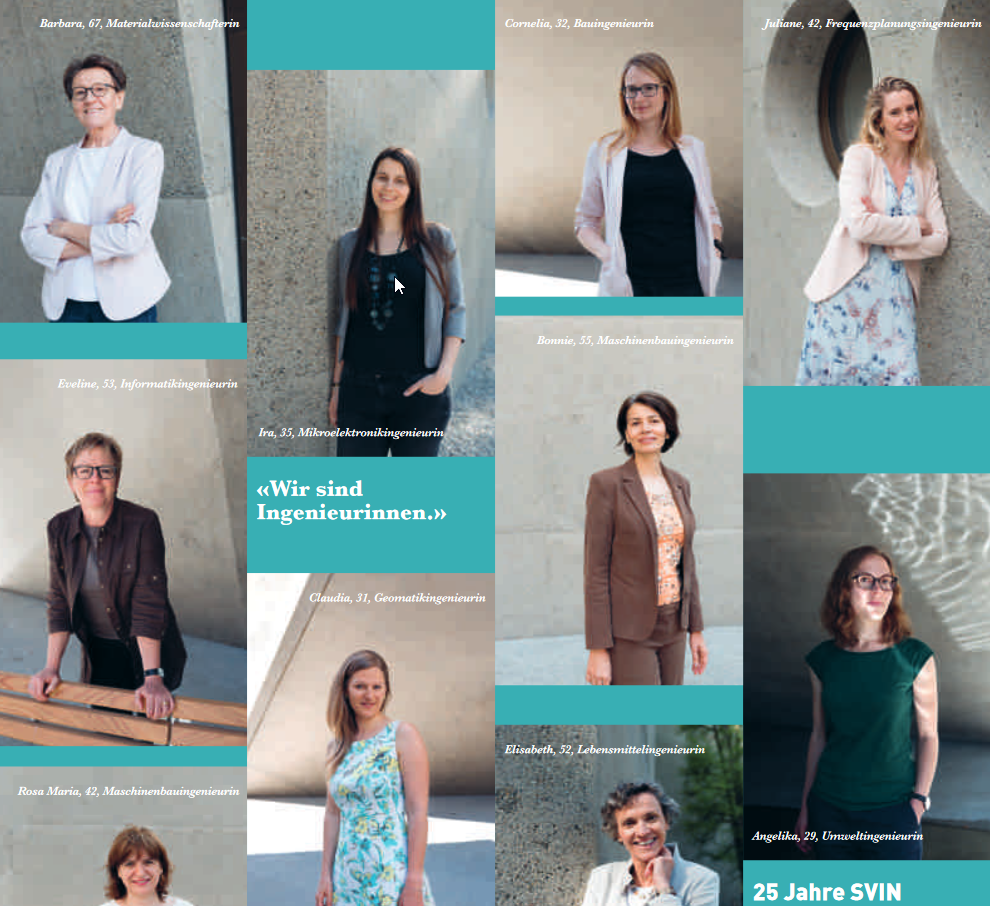 Barbara, 67, Materialwissenschafterin
Eveline, 53, Informatikingenieurin
Rosa Maria, 42, Maschinenbauingenieurin
Ira, 35, Mikroelektronikingenieurin
«Wir sind
Ingenieurinnen.»
Claudia, 31, Geomatikingenieurin
Cornelia, 32, Bauingenieurin
Bonnie, 55, Maschinenbauingenieurin
Elisabeth, 52, Lebensmittelingenieurin
Juliane, 42, Frequenzplanungsingenieurin
Angelika, 29, Umweltingenieurin
25 Jahre SVIN